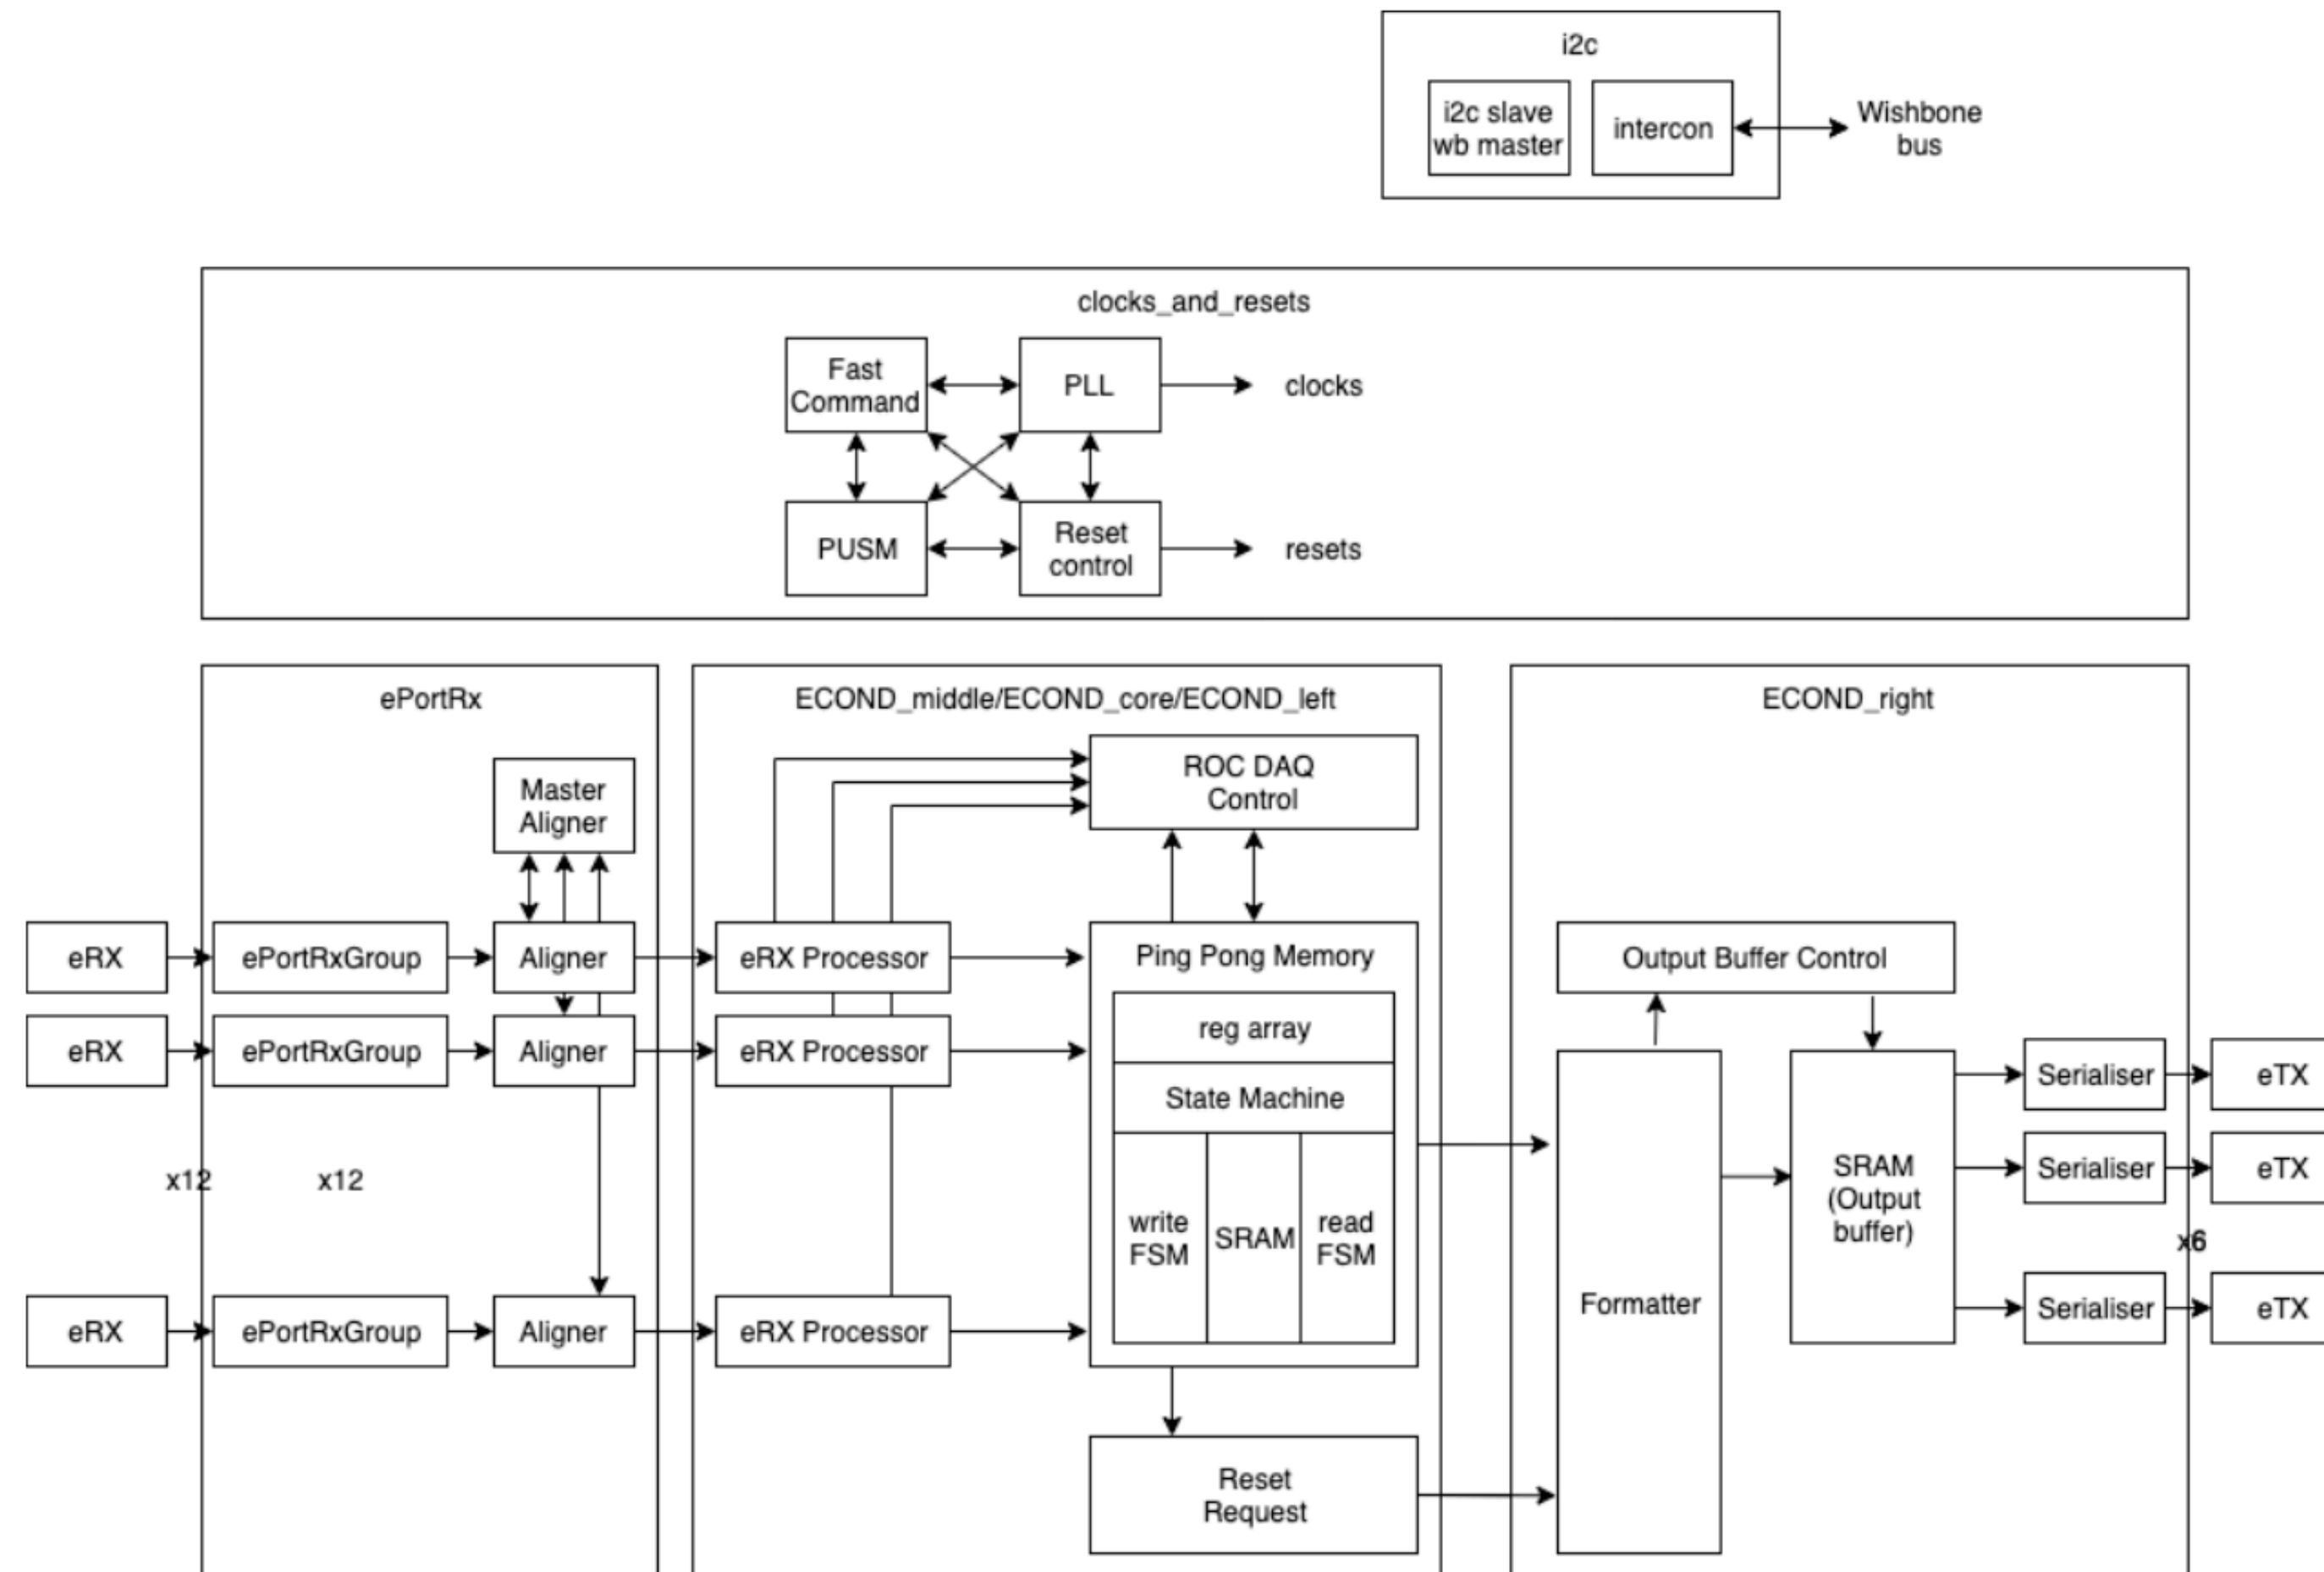 i2c
i2c slave
wb master
intercon
Wishbone
bus
clocks_and_resets
Fast
Command
PLL
clocks
PUSM
Reset
control
resets
ePortRx
ECOND_middle/ECOND_core/ECOND_left
ECOND_right
Master
Aligner
ROC DAQ
Control
eRX
ePortRxGroup
Aligner
eRX Processor
Ping Pong Memory
Output Buffer Control
reg array
eRX
ePortRxGroup
Aligner
eRX Processor
State Machine
Serialiser
eTX
x12
x12
write
FSM
SRAM
read
FSM
SRAM
(Output
buffer)
Serialiser
eTX
x6
eRX
ePortRxGroup
Aligner
eRX Processor
Formatter
Serialiser
eTX
Reset
Request